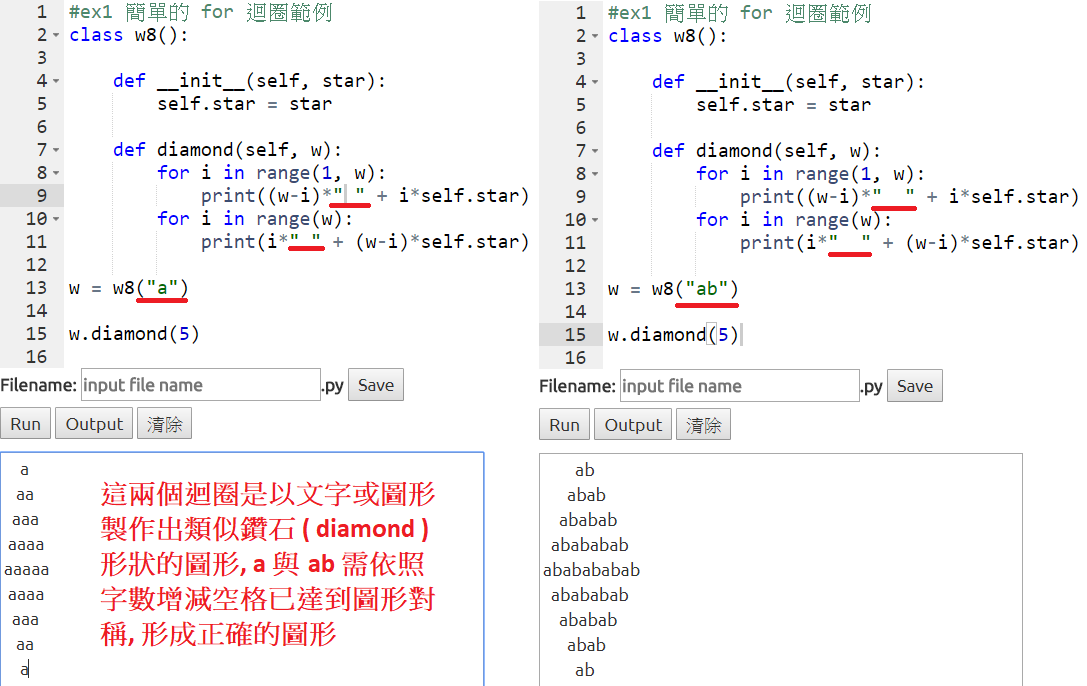 1 #ex1 簡單的 for 迴圈範例
2 class w8():
3
4 def __init__(self, star):
5 self.star = star
6
7 def diamond(self, w):
8 for i in range(1, w):
9 print((w-i)*" " + i*self.star)
10 for i in range(w):
11 print(i*" " + (w-i)*self.star)
12
13 w = w8("a")
14
15 w.diamond(5)
16
Filename: input file name .py Save
Run Output 清除
a
aa
aaa
aaaa
aaaaa
aaaa
aaa
aa
a
這兩個迴圈是以文字或圖形
製作出類似鑽石 ( diamond )
形狀的圖形, a 與 ab 需依照
字數增減空格已達到圖形對
稱, 形成正確的圖形
1 #ex1 簡單的 for 迴圈範例
2 class w8():
3
4 def __init__(self, star):
5 self.star = star
6
7 def diamond(self, w):
8 for i in range(1, w):
9 print((w-i)*"  " + i*self.star)
10 for i in range(w):
11 print(i*"  " + (w-i)*self.star)
12
13 w = w8("ab")
14
15 w.diamond(5)
16
Filename: input file name .py Save
Run Output 清除
ab
abab
ababab
abababab
ababababab
abababab
ababab
abab
ab